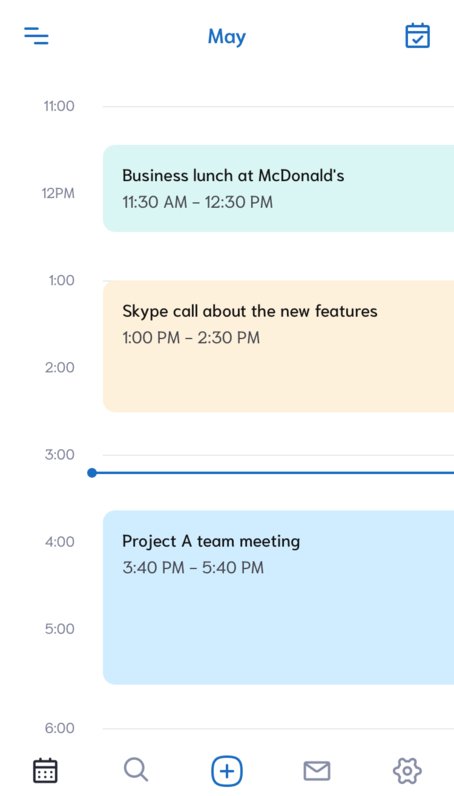 May
11:00
Business lunch at McDonald's
12PM
11:30 AM – 12:30 PM
1:00
Skype call about the new features
1:00 PM – 2:30 PM
2:00
3:00
Project A team meeting
4:00
3:40 PM – 5:40 PM
5:00
6:00